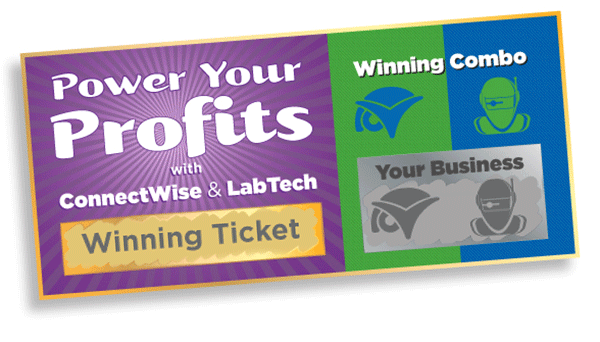 Power Your
Profits
with
ConnectWise & LabTech
Winning Ticket
Winning Combo
Your Business